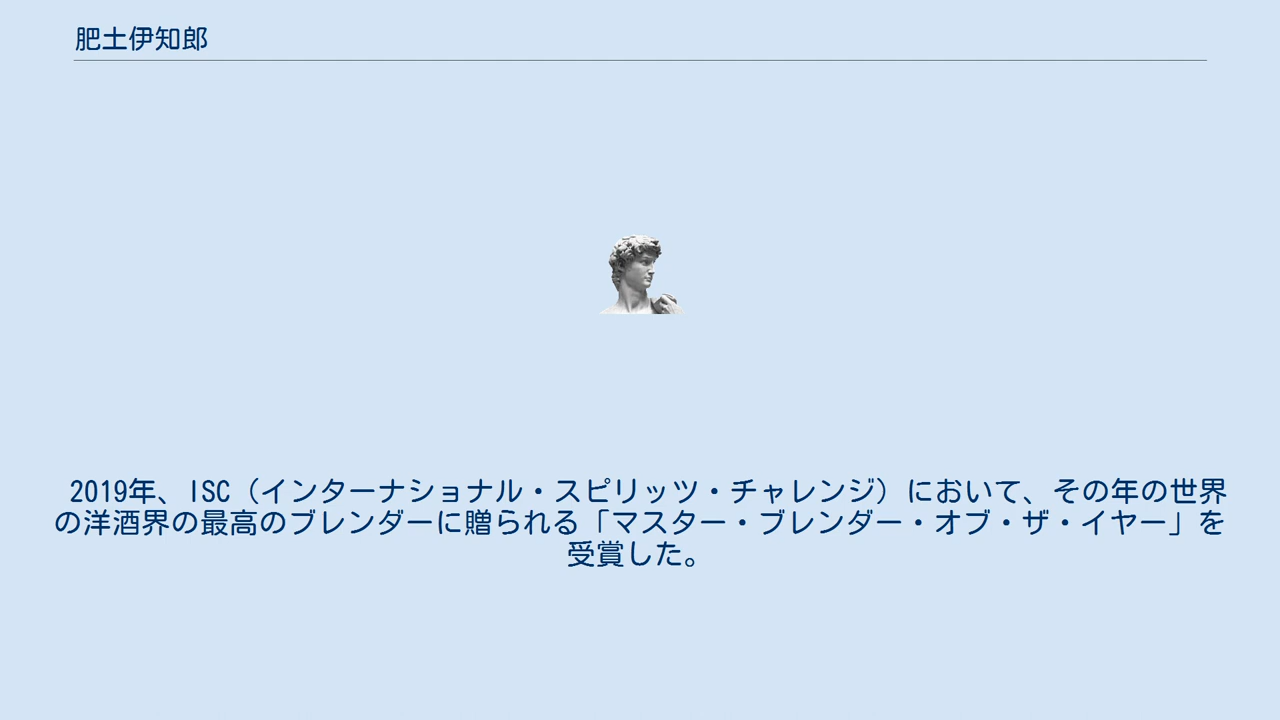 肥土伊知郎
2019年、ISC（インターナショナル・スピリッツ・チャレンジ）において、その年の世界
の洋酒界の最高のブレンダーに贈られる「マスター・ブレンダー・オブ・ザ・イヤー」を
受賞した。